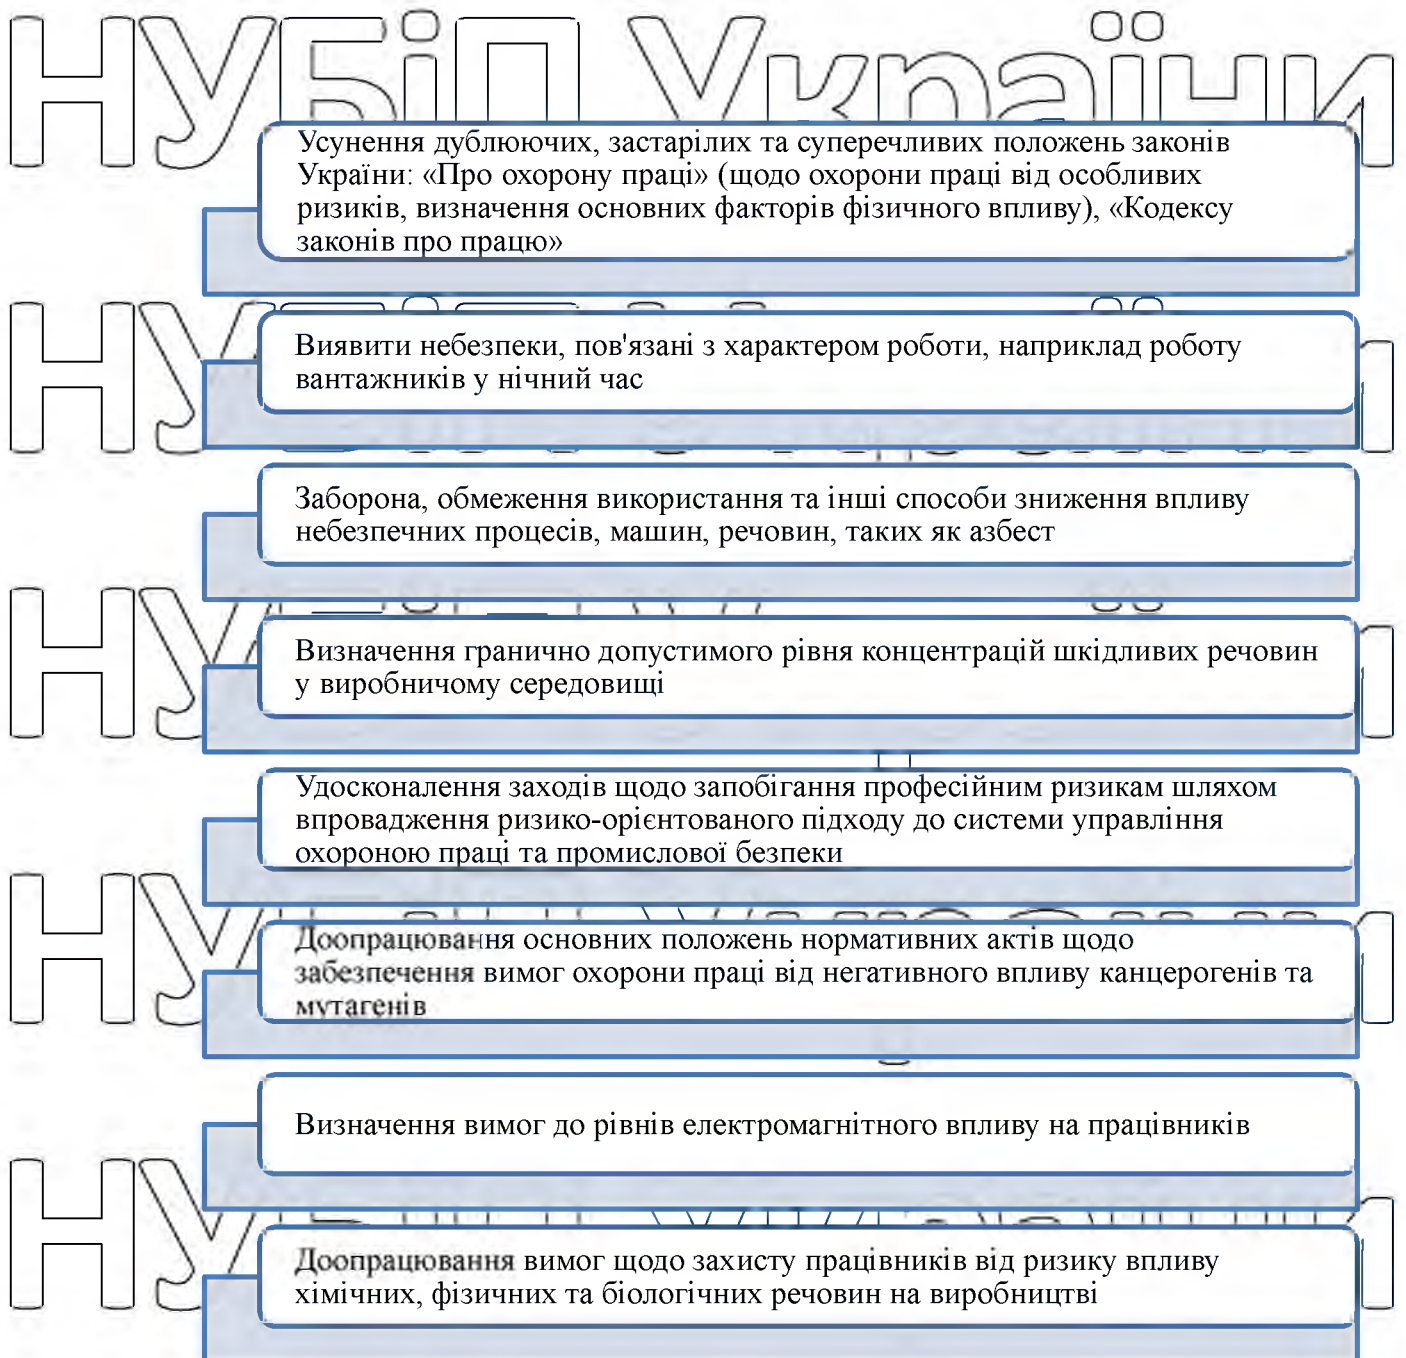 НУБіП України
Усунення дублюючих, застарілих та суперечливих положень законів
України: «Про охорону праці» (щодо охорони праці від особливих
ризиків, визначення основних факторів фізичного впливу), «Кодексу
законів про працю»
Виявити небезпеки, пов'язані з характером роботи, наприклад роботу
вантажників у нічний час
Заборона, обмеження використання та інші способи зниження впливу
небезпечних процесів, машин, речовин, таких як азбест
Визначення гранично допустимого рівня концентрацій шкідливих речовин
у виробничому середовищі
Удосконалення заходів щодо запобігання професійним ризикам шляхом
впровадження ризико-орієнтованого підходу до системи управління
охороною праці та промислової безпеки
Доопрацювання основних положень нормативних актів щодо
забезпечення вимог охорони праці від негативного впливу канцерогенів та
мутагенів
Визначення вимог до рівнів електромагнітного впливу на працівників
Доопрацювання вимог щодо захисту працівників від ризику впливу
хімічних, фізичних та біологічних речовин на виробництві